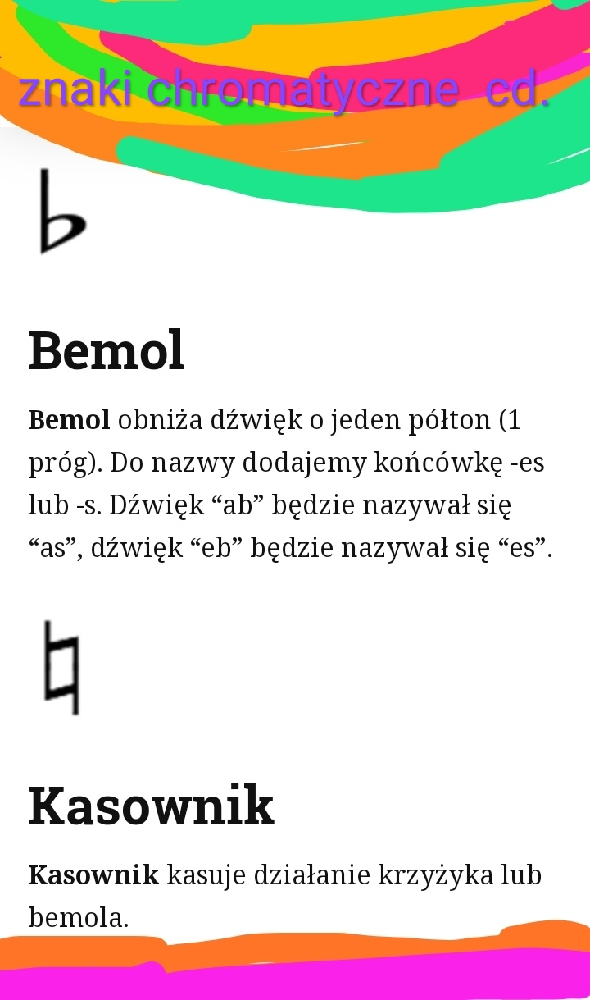 znaki chromatyczne cd.
♭
Bemol
Bemol obniża dźwięk o jeden półton (1
próg). Do nazwy dodajemy końcówkę -es
lub -s. Dźwięk “ab” będzie nazywał się
“as”, dźwięk “eb” będzie nazywał się “es”.
♮
Kasownik
Kasownik kasuje działanie krzyżyka lub
bemola.